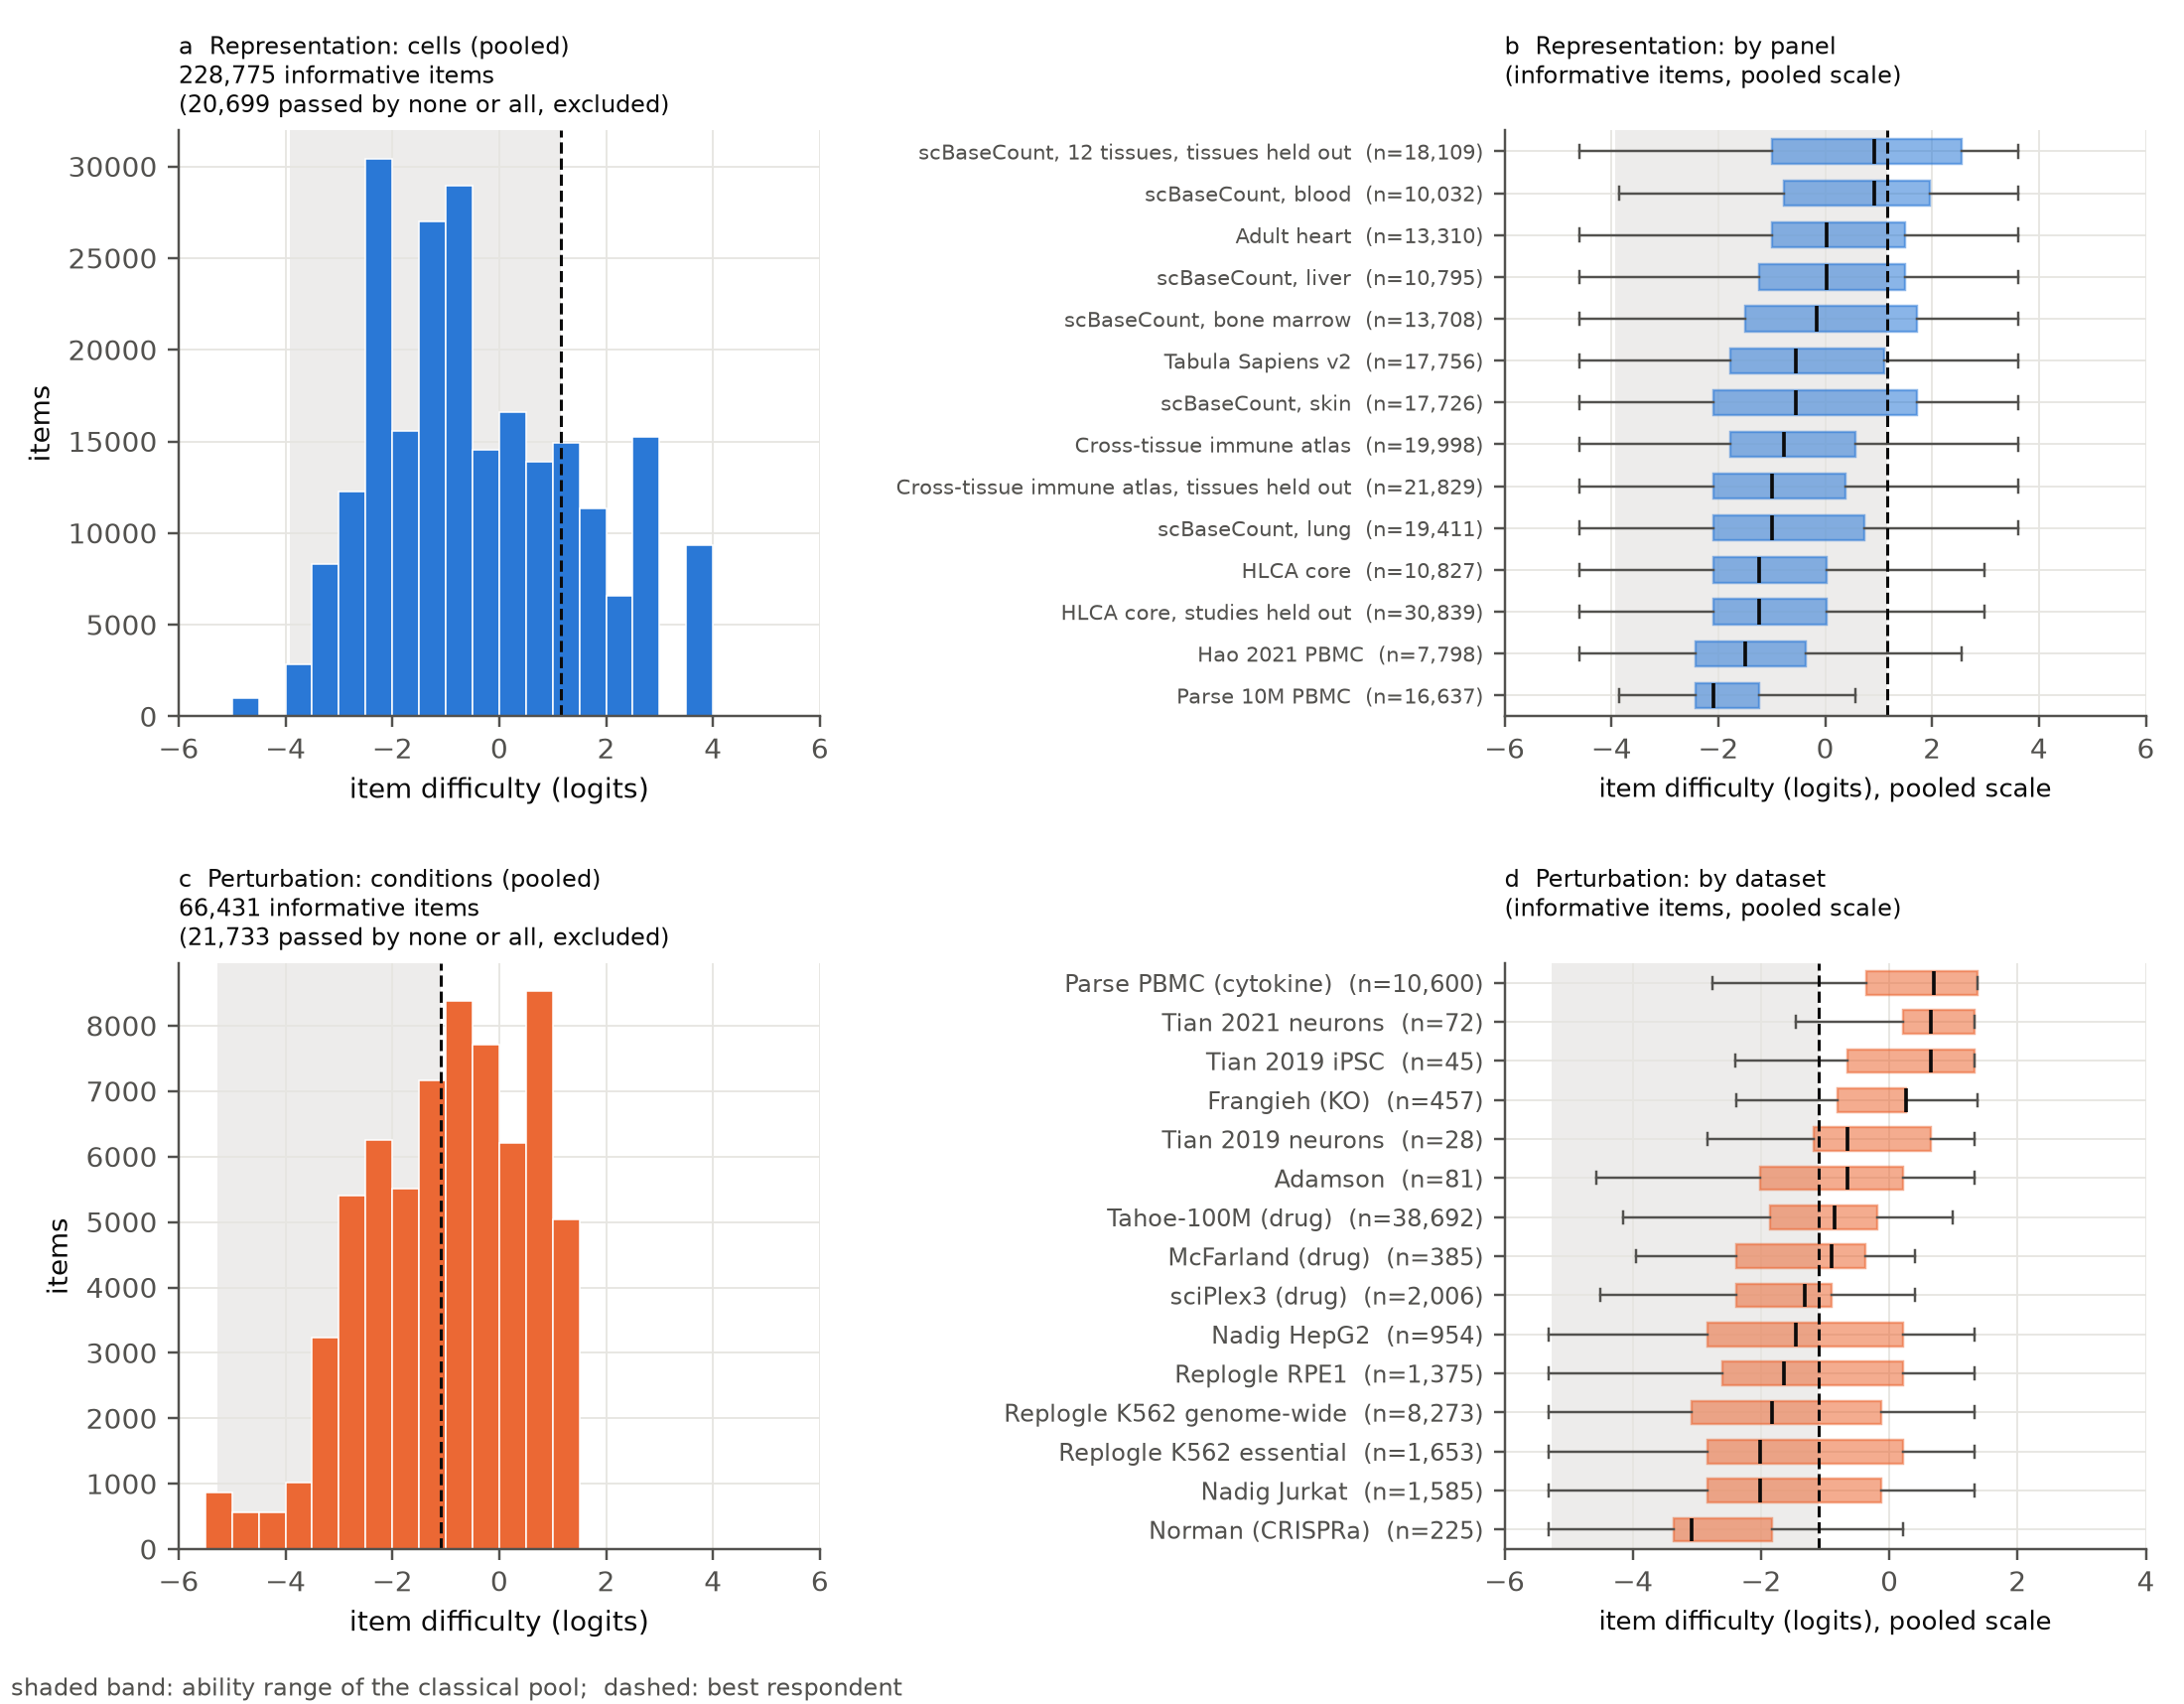 a  Representation: cells (pooled)
228,775 informative items
(20,699 passed by none or all, excluded)
30000
25000
20000
15000
10000
5000
0
items
−6
−4
−2
0
2
4
6
item difficulty (logits)
b  Representation: by panel
(informative items, pooled scale)
scBaseCount, 12 tissues, tissues held out  (n=18,109)
scBaseCount, blood  (n=10,032)
Adult heart  (n=13,310)
scBaseCount, liver  (n=10,795)
scBaseCount, bone marrow  (n=13,708)
Tabula Sapiens v2  (n=17,756)
scBaseCount, skin  (n=17,726)
Cross-tissue immune atlas  (n=19,998)
Cross-tissue immune atlas, tissues held out  (n=21,829)
scBaseCount, lung  (n=19,411)
HLCA core  (n=10,827)
HLCA core, studies held out  (n=30,839)
Hao 2021 PBMC  (n=7,798)
Parse 10M PBMC  (n=16,637)
−6
−4
−2
0
2
4
6
item difficulty (logits), pooled scale
c  Perturbation: conditions (pooled)
66,431 informative items
(21,733 passed by none or all, excluded)
8000
7000
6000
5000
4000
3000
2000
1000
0
items
−6
−4
−2
0
2
4
6
item difficulty (logits)
d  Perturbation: by dataset
(informative items, pooled scale)
Parse PBMC (cytokine)  (n=10,600)
Tian 2021 neurons  (n=72)
Tian 2019 iPSC  (n=45)
Frangieh (KO)  (n=457)
Tian 2019 neurons  (n=28)
Adamson  (n=81)
Tahoe-100M (drug)  (n=38,692)
McFarland (drug)  (n=385)
sciPlex3 (drug)  (n=2,006)
Nadig HepG2  (n=954)
Replogle RPE1  (n=1,375)
Replogle K562 genome-wide  (n=8,273)
Replogle K562 essential  (n=1,653)
Nadig Jurkat  (n=1,585)
Norman (CRISPRa)  (n=225)
−6
−4
−2
0
2
4
item difficulty (logits), pooled scale
shaded band: ability range of the classical pool;  dashed: best respondent